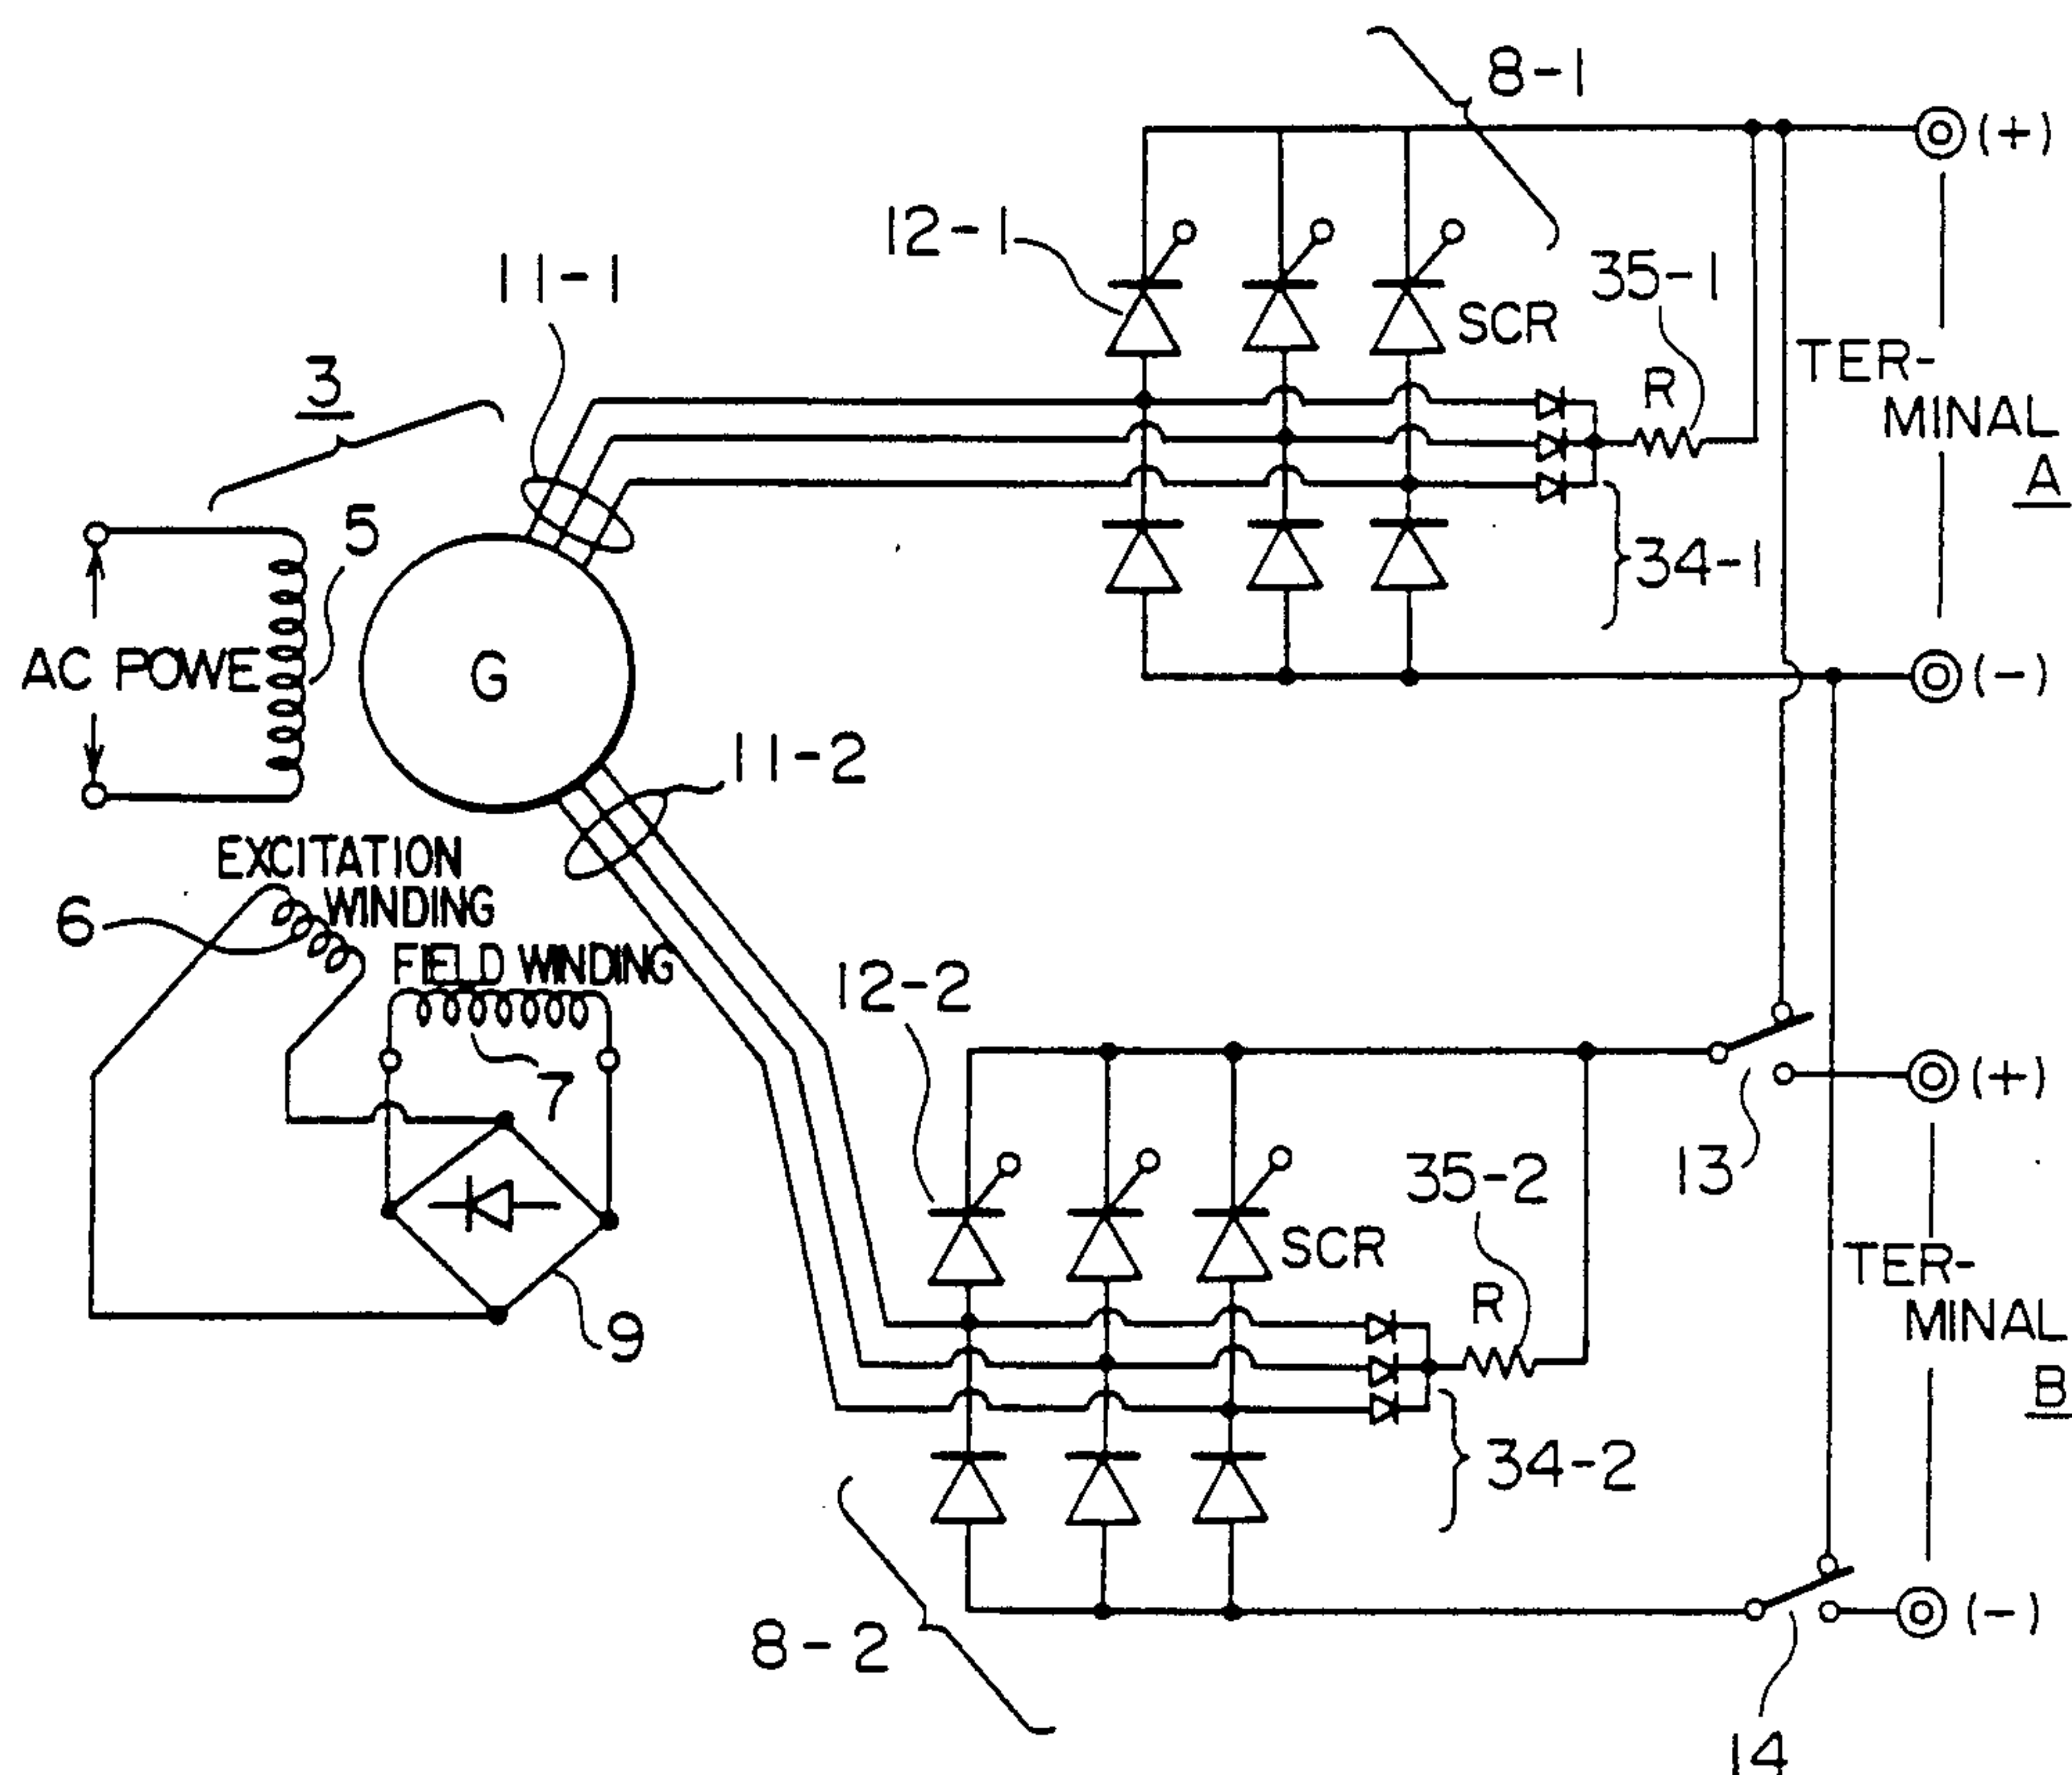 8-1
(+)
12-1
11-1
35-1
SCR
3
R
TER-
MINAL
A
5
34-1
AC POWE
G
(-)
11-2
EXCITATION
WINDING
6
FIELD WINDING
12-2
7
(+)
13
35-2
SCR
TER-
MINAL
R
9
B
34-2
(-)
8-2
14